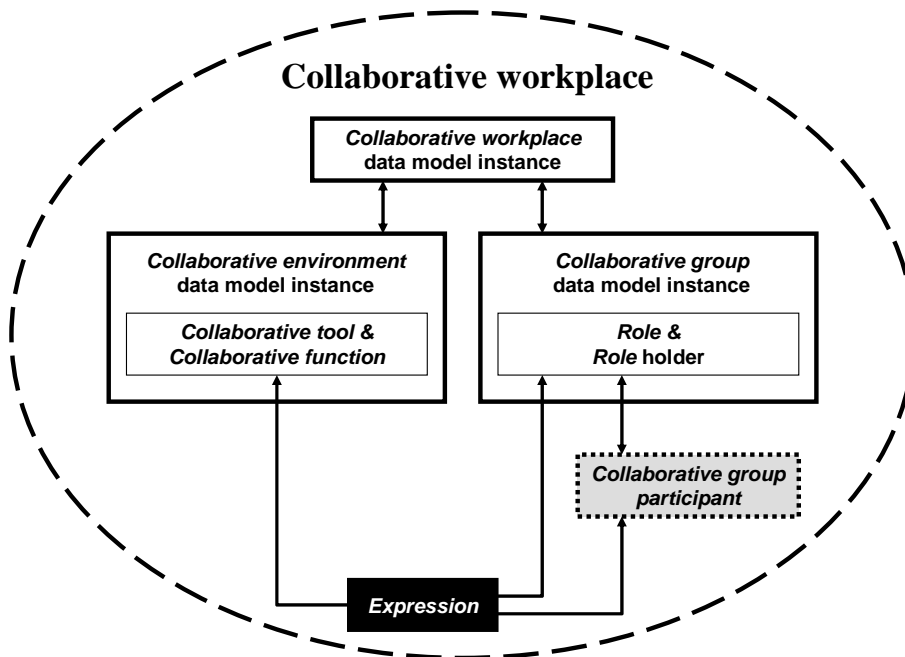 Collaborative workplace
Collaborative workplace
data model instance
Collaborative environment
data model instance
Collaborative tool &
Collaborative function
Collaborative group
data model instance
Role &
Role holder
Collaborative group
participant
Expression